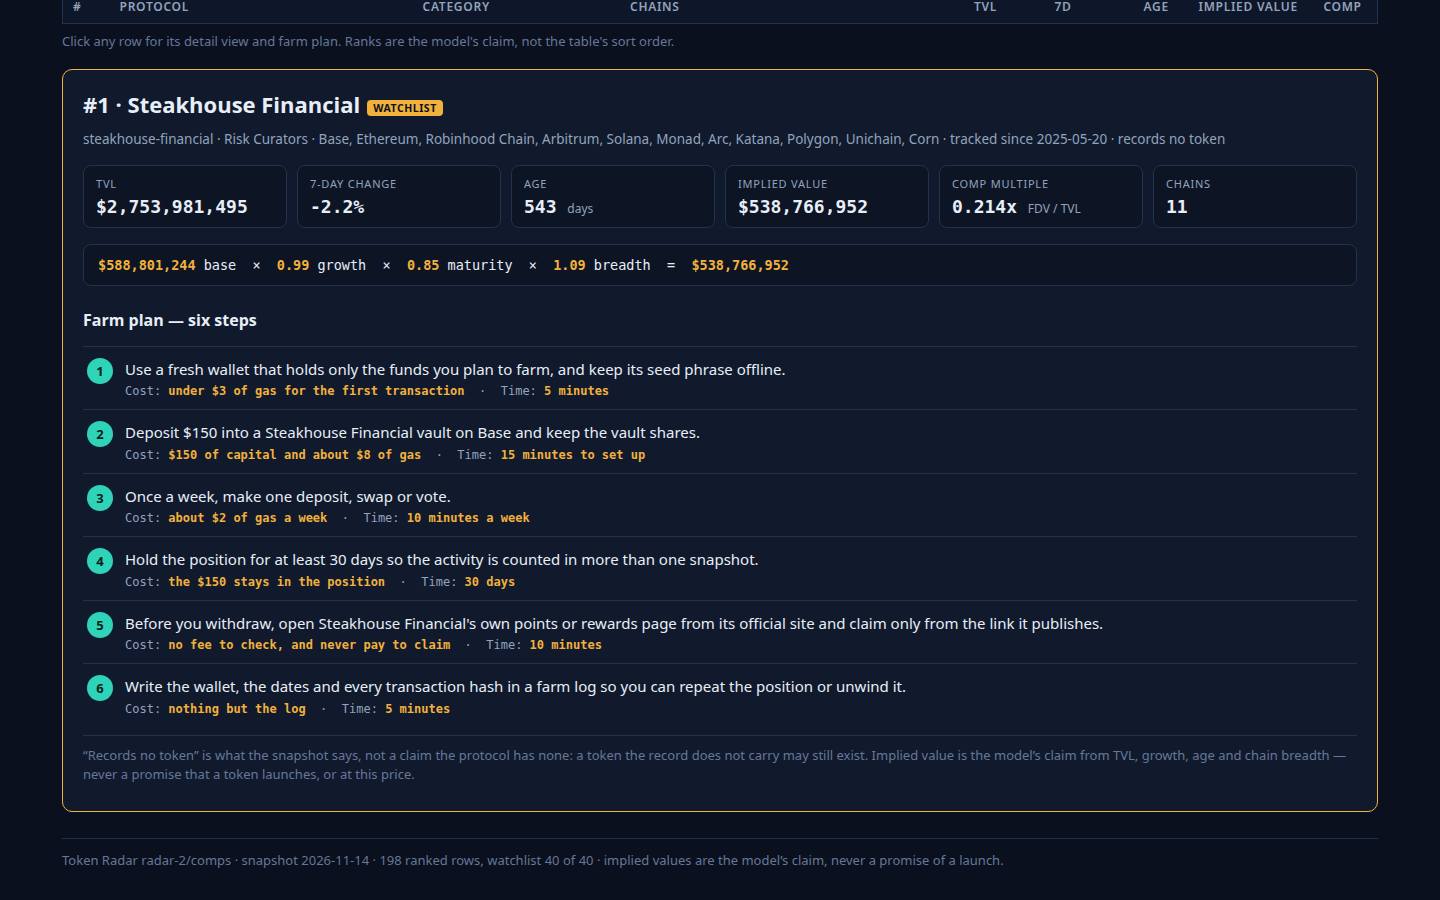 # PROTOCOL CATEGORY CHAINS TVL 7D AGE IMPLIED VALUE COMP
Click any row for its detail view and farm plan. Ranks are the model's claim, not the table's sort order.
#1 · Steakhouse Financial WATCHLIST
steakhouse-financial · Risk Curators · Base, Ethereum, Robinhood Chain, Arbitrum, Solana, Monad, Arc, Katana, Polygon, Unichain, Corn · tracked since 2025-05-20 · records no token
TVL 7-DAY CHANGE AGE IMPLIED VALUE COMP MULTIPLE CHAINS
$2,753,981,495 -2.2% 543 days $538,766,952 0.214x FDV / TVL 11
$588,801,244 base × 0.99 growth × 0.85 maturity × 1.09 breadth = $538,766,952
Farm plan — six steps
1 Use a fresh wallet that holds only the funds you plan to farm, and keep its seed phrase offline.
Cost: under $3 of gas for the first transaction · Time: 5 minutes
2 Deposit $150 into a Steakhouse Financial vault on Base and keep the vault shares.
Cost: $150 of capital and about $8 of gas · Time: 15 minutes to set up
3 Once a week, make one deposit, swap or vote.
Cost: about $2 of gas a week · Time: 10 minutes a week
4 Hold the position for at least 30 days so the activity is counted in more than one snapshot.
Cost: the $150 stays in the position · Time: 30 days
5 Before you withdraw, open Steakhouse Financial's own points or rewards page from its official site and claim only from the link it publishes.
Cost: no fee to check, and never pay to claim · Time: 10 minutes
6 Write the wallet, the dates and every transaction hash in a farm log so you can repeat the position or unwind it.
Cost: nothing but the log · Time: 5 minutes
“Records no token” is what the snapshot says, not a claim the protocol has none: a token the record does not carry may still exist. Implied value is the model’s claim from TVL, growth, age and chain breadth —
never a promise that a token launches, or at this price.
Token Radar radar-2/comps · snapshot 2026-11-14 · 198 ranked rows, watchlist 40 of 40 · implied values are the model’s claim, never a promise of a launch.